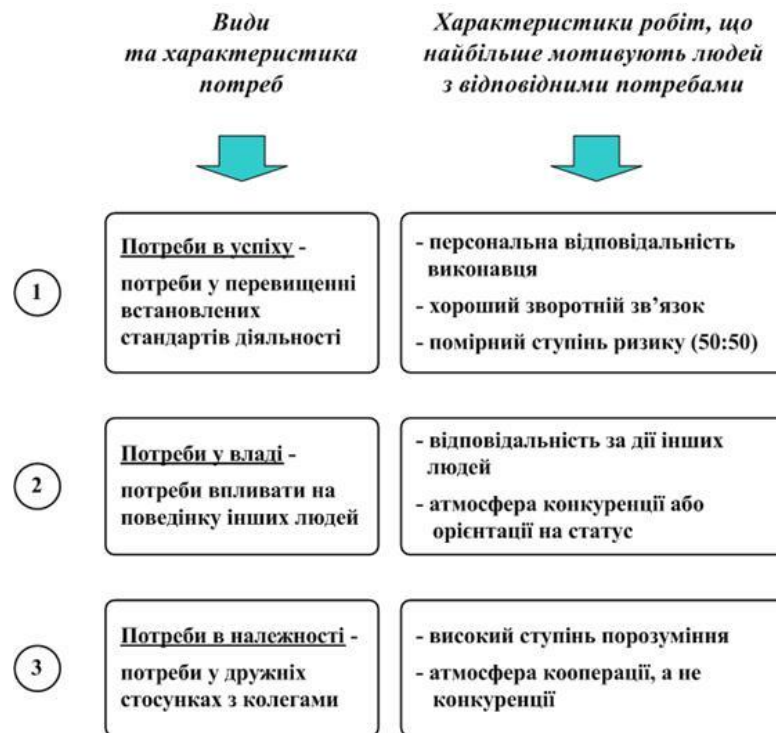 Види
та характеристика
потреб
Характеристики робіт, що
найбільше мотивують людей
з відповідними потребами
1
Потреби в успіху -
потреби у перевищенні
встановлених
стандартів діяльності
- персональна відповідальність
виконавця
- хороший зворотній зв’язок
- помірний ступінь ризику (50:50)
2
Потреби у владі -
потреби впливати на
поведінку інших людей
- відповідальність за дії інших
людей
- атмосфера конкуренції або
орієнтації на статус
3
Потреби в належності -
потреби у дружніх
стосунках з колегами
- високий ступінь порозуміння
- атмосфера кооперації, а не
конкуренції